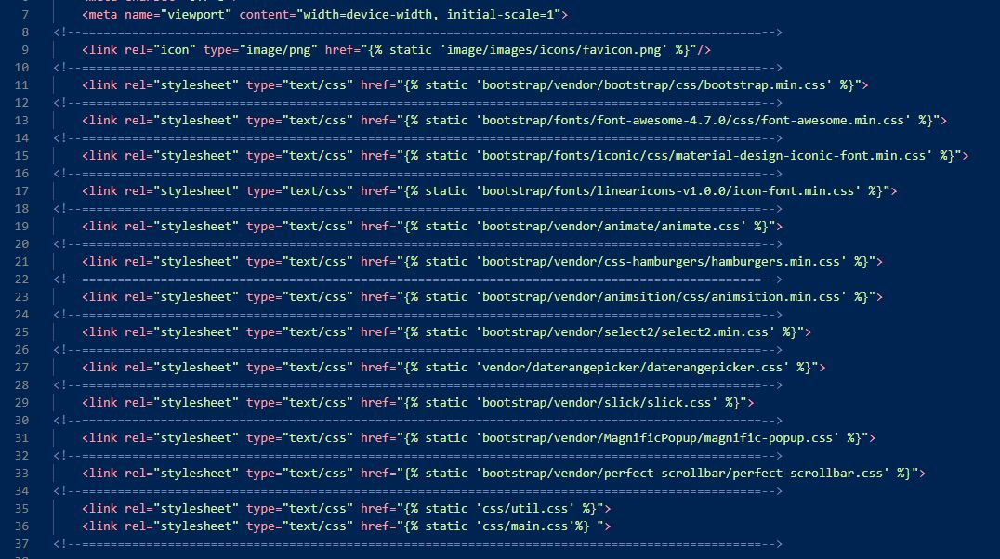 7 <meta name="viewport" content="width=device-width, initial-scale=1">
8 <!--===============================================================================================-->
9 <link rel="icon" type="image/png" href="{% static 'image/images/icons/favicon.png' %}"/>
10 <!--===============================================================================================-->
11 <link rel="stylesheet" type="text/css" href="{% static 'bootstrap/vendor/bootstrap/css/bootstrap.min.css' %}">
12 <!--===============================================================================================-->
13 <link rel="stylesheet" type="text/css" href="{% static 'bootstrap/fonts/font-awesome-4.7.0/css/font-awesome.min.css' %}">
14 <!--===============================================================================================-->
15 <link rel="stylesheet" type="text/css" href="{% static 'bootstrap/fonts/iconic/css/material-design-iconic-font.min.css' %}">
16 <!--===============================================================================================-->
17 <link rel="stylesheet" type="text/css" href="{% static 'bootstrap/fonts/linearicons-v1.0.0/icon-font.min.css' %}">
18 <!--===============================================================================================-->
19 <link rel="stylesheet" type="text/css" href="{% static 'bootstrap/vendor/animate/animate.css' %}">
20 <!--===============================================================================================-->
21 <link rel="stylesheet" type="text/css" href="{% static 'bootstrap/vendor/css-hamburgers/hamburgers.min.css' %}">
22 <!--===============================================================================================-->
23 <link rel="stylesheet" type="text/css" href="{% static 'bootstrap/vendor/animsition/css/animsition.min.css' %}">
24 <!--===============================================================================================-->
25 <link rel="stylesheet" type="text/css" href="{% static 'bootstrap/vendor/select2/select2.min.css' %}">
26 <!--===============================================================================================-->
27 <link rel="stylesheet" type="text/css" href="{% static 'vendor/daterangepicker/daterangepicker.css' %}">
28 <!--===============================================================================================-->
29 <link rel="stylesheet" type="text/css" href="{% static 'bootstrap/vendor/slick/slick.css' %}">
30 <!--===============================================================================================-->
31 <link rel="stylesheet" type="text/css" href="{% static 'bootstrap/vendor/MagnificPopup/magnific-popup.css' %}">
32 <!--===============================================================================================-->
33 <link rel="stylesheet" type="text/css" href="{% static 'bootstrap/vendor/perfect-scrollbar/perfect-scrollbar.css' %}">
34 <!--===============================================================================================-->
35 <link rel="stylesheet" type="text/css" href="{% static 'css/util.css' %}">
36 <link rel="stylesheet" type="text/css" href="{% static 'css/main.css'%} ">
37 <!--===============================================================================================-->